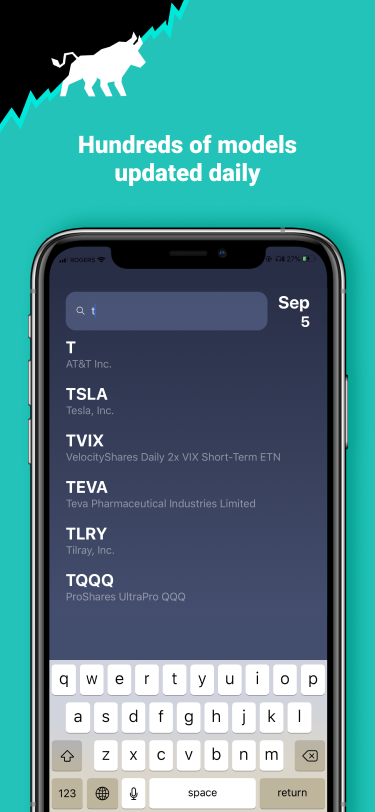 Hundreds of models
updated daily
ROGERS 27%
t
Sep
5
T
AT&T Inc.
TSLA
Tesla, Inc.
TVIX
VelocityShares Daily 2x VIX Short-Term ETN
TEVA
Teva Pharmaceutical Industries Limited
TLRY
Tilray, Inc.
TQQQ
ProShares UltraPro QQQ
q w e r t y u i o p
a s d f g h j k l
z x c v b n m
123 space return